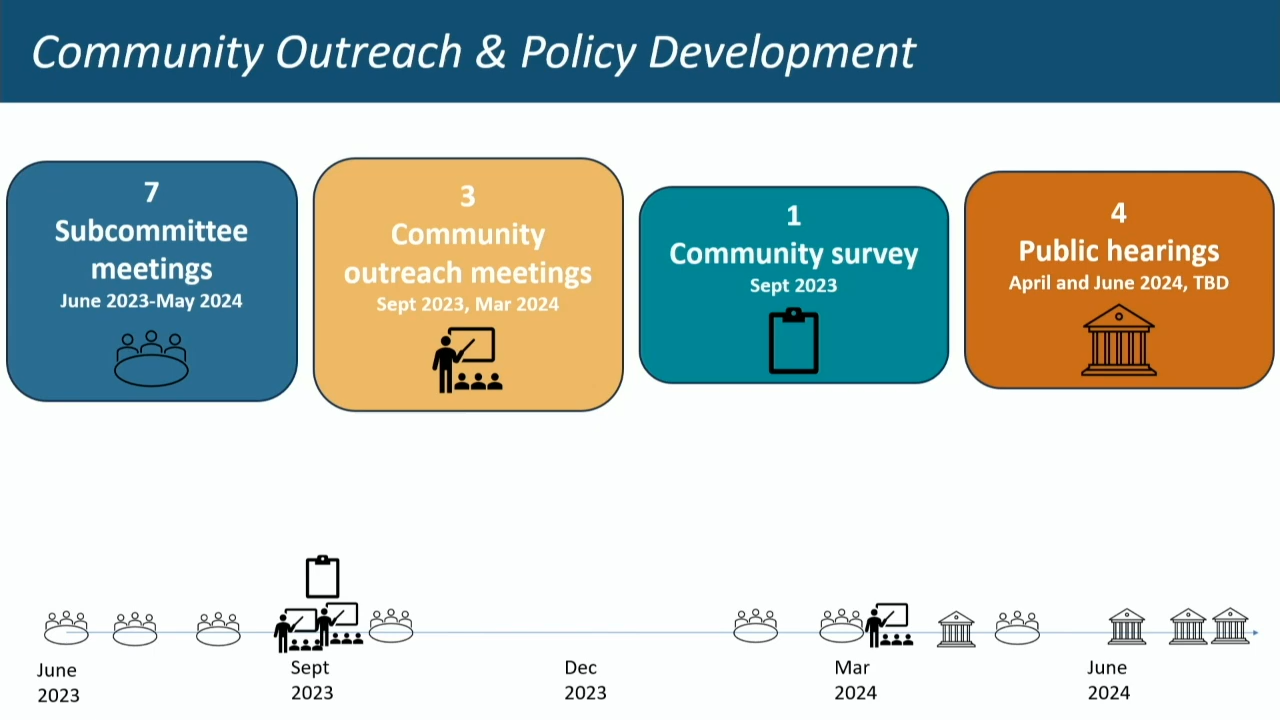 Community Outreach & Policy Development
7
Subcommittee
meetings
June 2023-May 2024
3
Community
outreach meetings
Sept 2023, Mar 2024
1
Community survey
Sept 2023
4
Public hearings
April and June 2024, TBD
June
2023
Sept
2023
Dec
2023
Mar
2024
June
2024